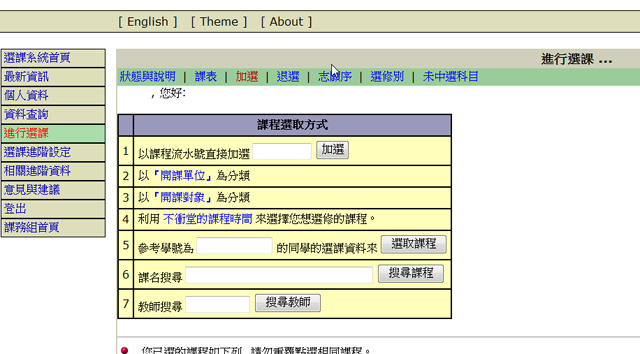 [ English ] [ Theme ] [ About ]
選課系統首頁
最新資訊
個人資料
資料查詢
進行選課
選課進階設定
相關進階資料
意見與建議
登出
課務組首頁
進行選課 ...
狀態與說明 | 課表 | 加選 | 退選 | 志願序 | 選修別 | 未中選科目
, 您好:
課程選取方式
1 以課程流水號直接加選 加選
2 以「開課單位」為分類
3 以「開課對象」為分類
4 利用 不衝堂的課程時間 來選擇您想選修的課程。
5 參考學號為 的同學的選課資料來 選取課程
6 課名搜尋 搜尋課程
7 教師搜尋 搜尋教師
您已選的課程如下列, 請勿重覆點選相同課程。